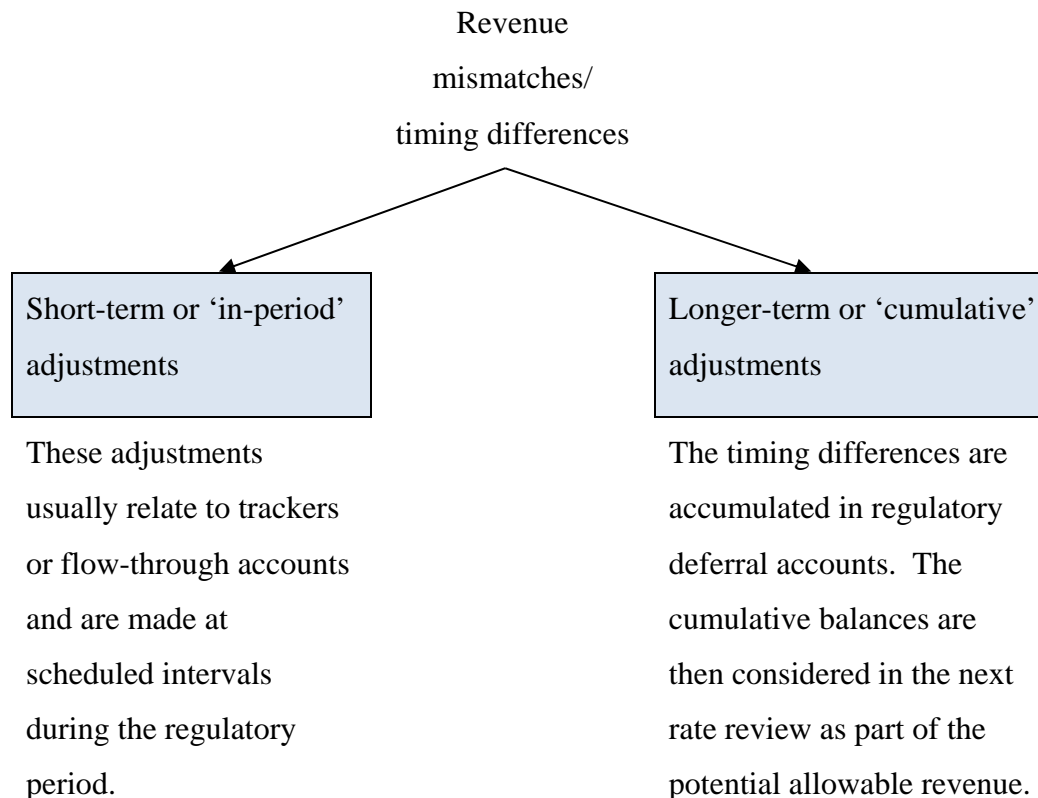 Revenue
mismatches/
timing differences
Short-term or ‘in-period’
adjustments
These adjustments
usually relate to trackers
or flow-through accounts
and are made at
scheduled intervals
during the regulatory
period.
Longer-term or ‘cumulative’
adjustments
The timing differences are
accumulated in regulatory
deferral accounts.  The
cumulative balances are
then considered in the next
rate review as part of the
potential allowable revenue.